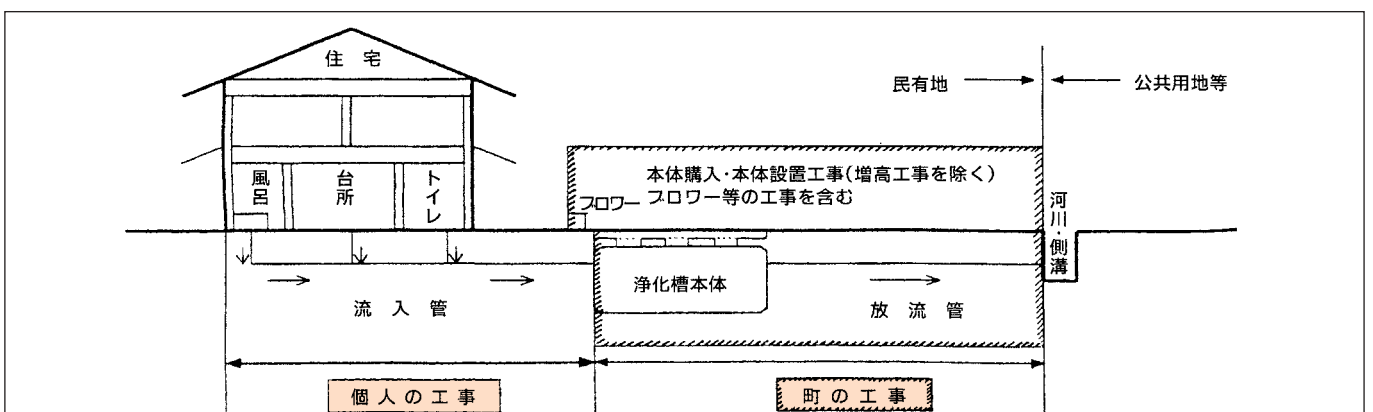 住宅
民有地
公共用地等
本体購入・本体設置工事(増高工事を除く)
ブロワー等の工事を含む
ブロワー
風呂
台所
トイレ
河川・側溝
浄化槽本体
流入管
放流管
個人の工事
町の工事